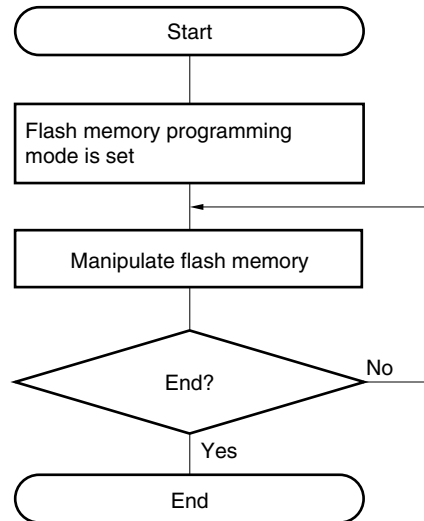 Start
Flash memory programming
mode is set
Manipulate flash memory
End?
No
Yes
End